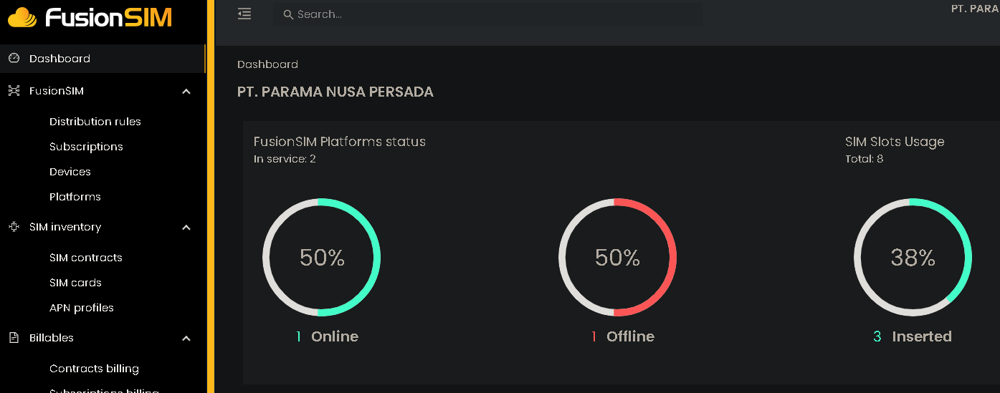 FusionSIM
Search...
PT. PARA
Dashboard
FusionSIM
Distribution rules
Subscriptions
Devices
Platforms
SIM inventory
SIM contracts
SIM cards
APN profiles
Billables
Contracts billing
Subscriptions billing
Dashboard
PT. PARAMA NUSA PERSADA
FusionSIM Platforms status
In service: 2
50%
1 Online
50%
1 Offline
SIM Slots Usage
Total: 8
38%
3 Inserted